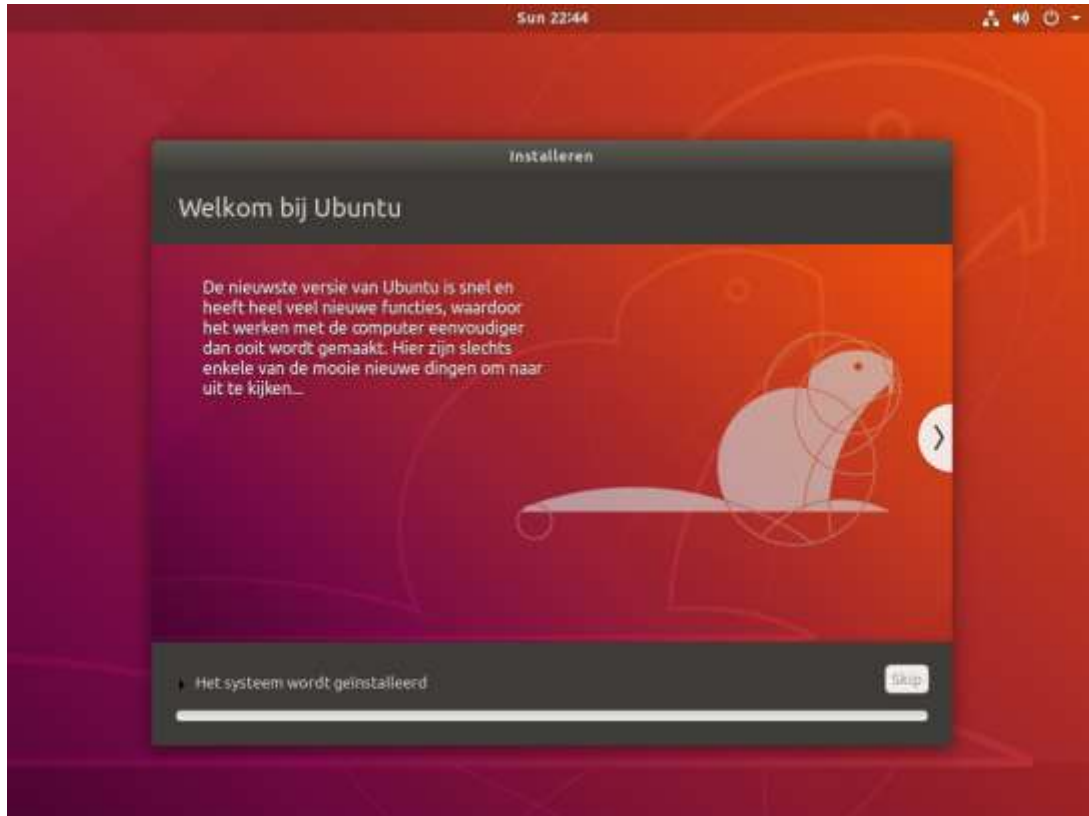 Sun 22:44
Installeren
Welkom bij Ubuntu
De nieuwste versie van Ubuntu is snel en
heeft heel veel nieuwe functies, waardoor
het werken met de computer eenvoudiger
dan ooit wordt gemaakt. Hier zijn slechts
enkele van de mooie nieuwe dingen om naar
uit te kijken...
Het systeem wordt geïnstalleerd
Skip